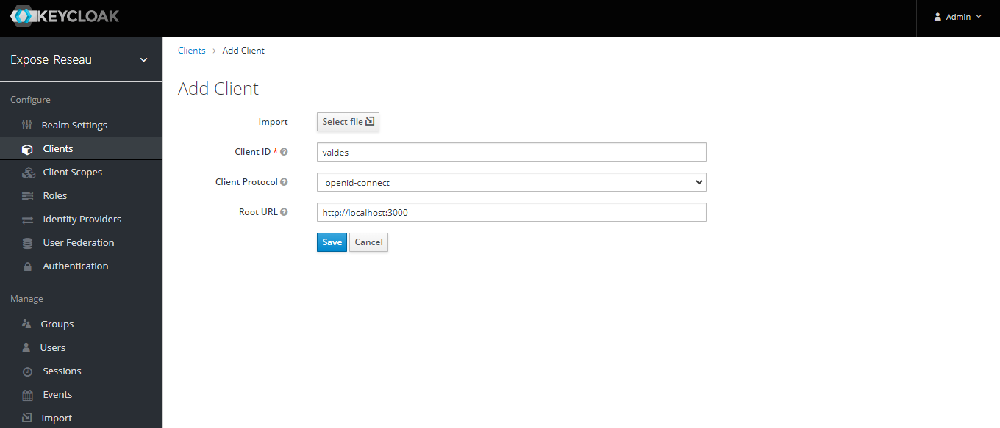 KEYCLOAK
Admin
Expose_Reseau
Configure
Realm Settings
Clients
Client Scopes
Roles
Identity Providers
User Federation
Authentication
Manage
Groups
Users
Sessions
Events
Import
Clients > Add Client
Add Client
Import Select file
Client ID * valdes
Client Protocol openid-connect
Root URL http://localhost:3000
Save Cancel